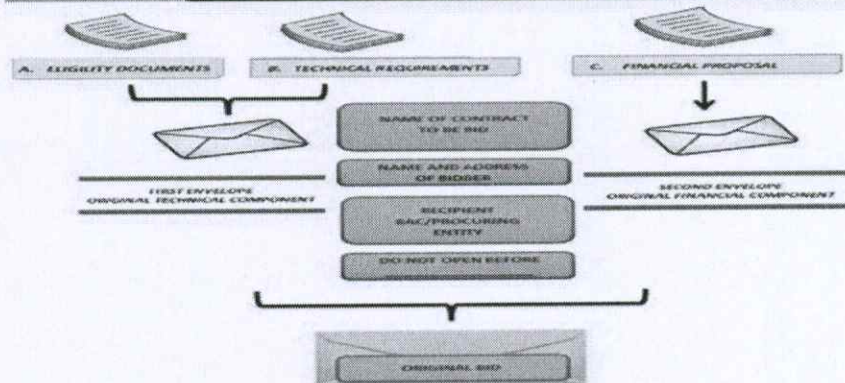 A. ELIGILITY DOCUMENTS
B. TECHNICAL REQUIREMENTS
C. FINANCIAL PROPOSAL
NAME OF CONTRACT
TO BE BID
NAME AND ADDRESS
OF BIDDER
FIRST ENVELOPE
ORIGINAL TECHNICAL COMPONENT
SECOND ENVELOPE
ORIGINAL FINANCIAL COMPONENT
RECIPIENT
BAC/PROCURING
ENTITY
DO NOT OPEN BEFORE
ORIGINAL BID